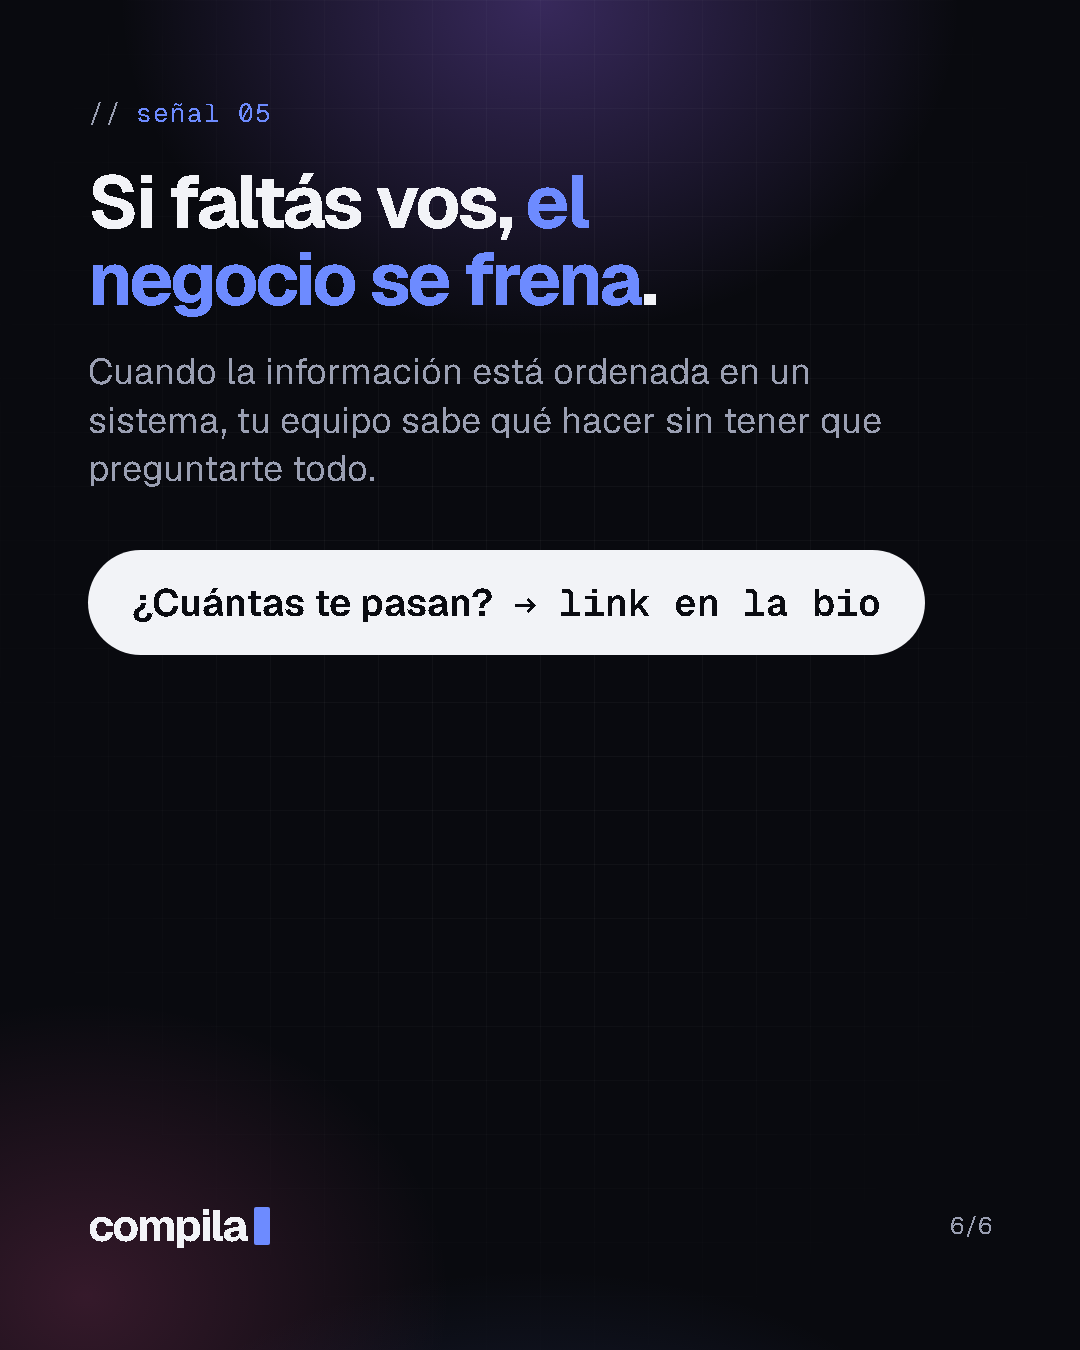 // señal 05
Si faltás vos, el
negocio se frena.
Cuando la información está ordenada en un
sistema, tu equipo sabe qué hacer sin tener que
preguntarte todo.
¿Cuántas te pasan? → link en la bio
compila
6/6